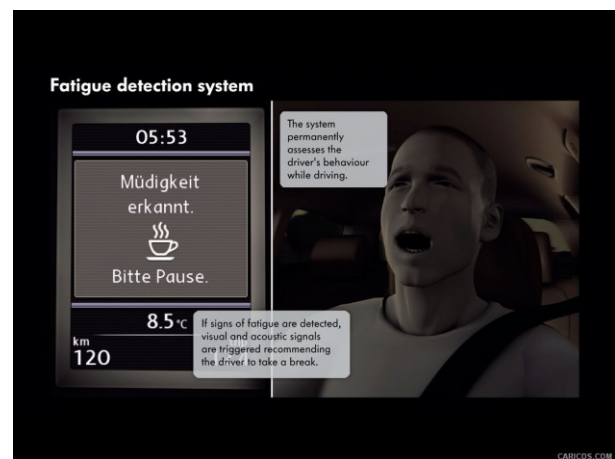 Fatigue detection system
05:53
Müdigkeit
erkannt.
Bitte Pause.
8.5 °C
km
120
The system
permanently
assesses the
driver's behaviour
while driving.
If signs of fatigue are detected,
visual and acoustic signals
are triggered recommending
the driver to take a break.
CARICOS.COM